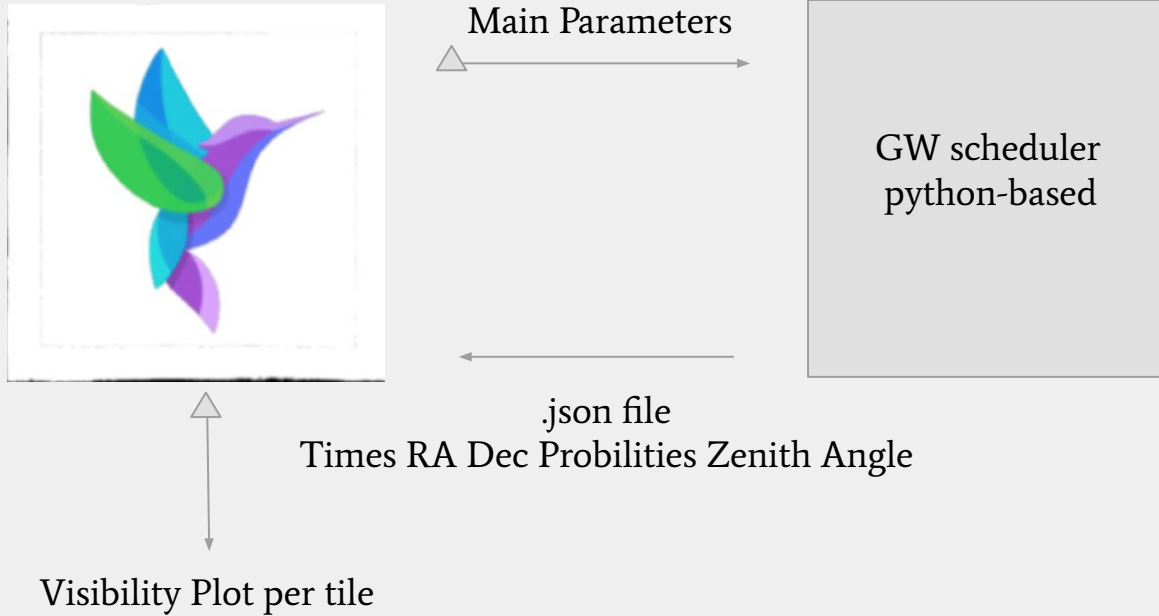 Main Parameters
GW scheduler
python-based
.json file
Times RA Dec Probilities Zenith Angle
Visibility Plot per tile